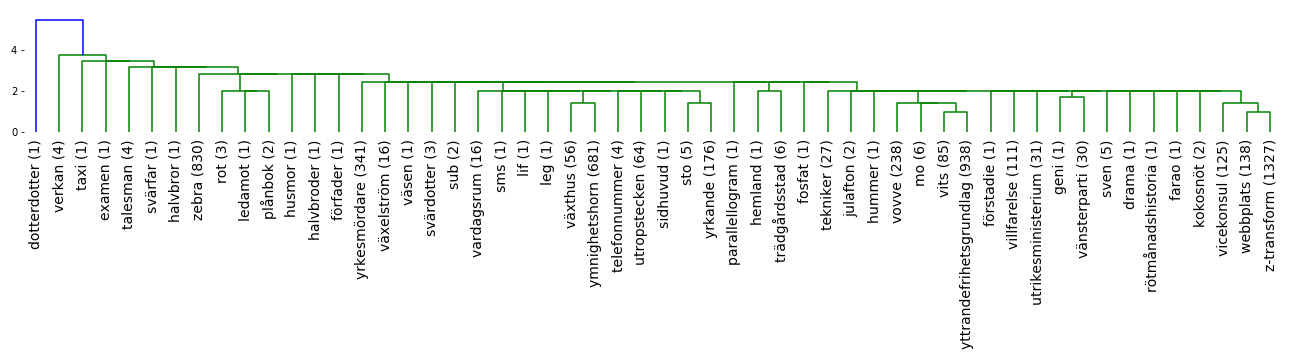 4
2
0
dotterdotter (1)
verkan (4)
taxi (1)
examen (1)
talesman (4)
svärfar (1)
halvbror (1)
zebra (830)
rot (3)
ledamot (1)
plånbok (2)
husmor (1)
halvbroder (1)
förfader (1)
yrkesmördare (341)
växelström (16)
väsen (1)
svärdotter (3)
sub (2)
vardagsrum (16)
sms (1)
lif (1)
leg (1)
växthus (56)
ymnighetshorn (681)
telefonnummer (4)
utropstecken (64)
sidhuvud (1)
sto (5)
yrkande (176)
parallellogram (1)
hemland (1)
trädgårdsstad (6)
fosfat (1)
tekniker (27)
julafton (2)
hummer (1)
vovve (238)
mo (6)
vits (85)
yttrandefrihetsgrundlag (938)
förstadie (1)
villfarelse (111)
utrikesministerium (31)
geni (1)
vänsterparti (30)
sven (5)
drama (1)
rötmånadshistoria (1)
farao (1)
kokosnöt (2)
vicekonsul (125)
webbplats (138)
z-transform (1327)